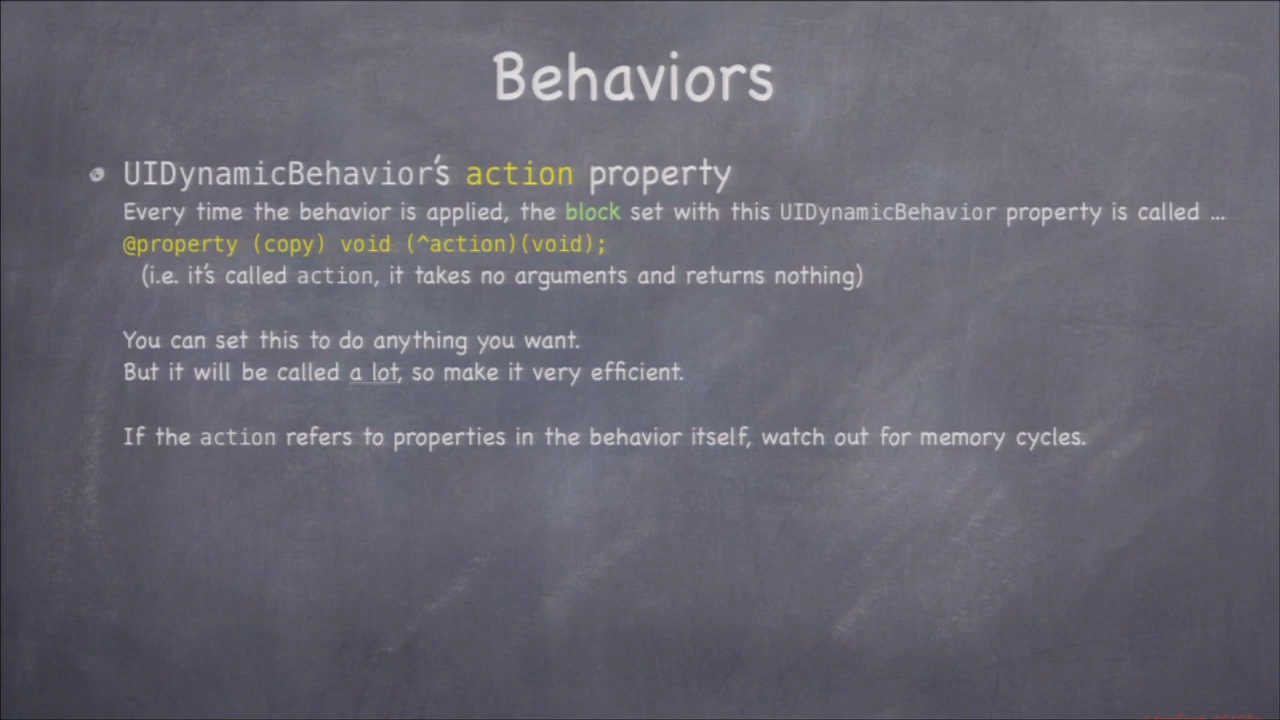 Behaviors
UIDynamicBehavior's action property
Every time the behavior is applied, the block set with this UIDynamicBehavior property is called ...
@property (copy) void (^action)(void);
(i.e. it's called action, it takes no arguments and returns nothing)
You can set this to do anything you want.
But it will be called a lot, so make it very efficient.
If the action refers to properties in the behavior itself, watch out for memory cycles.